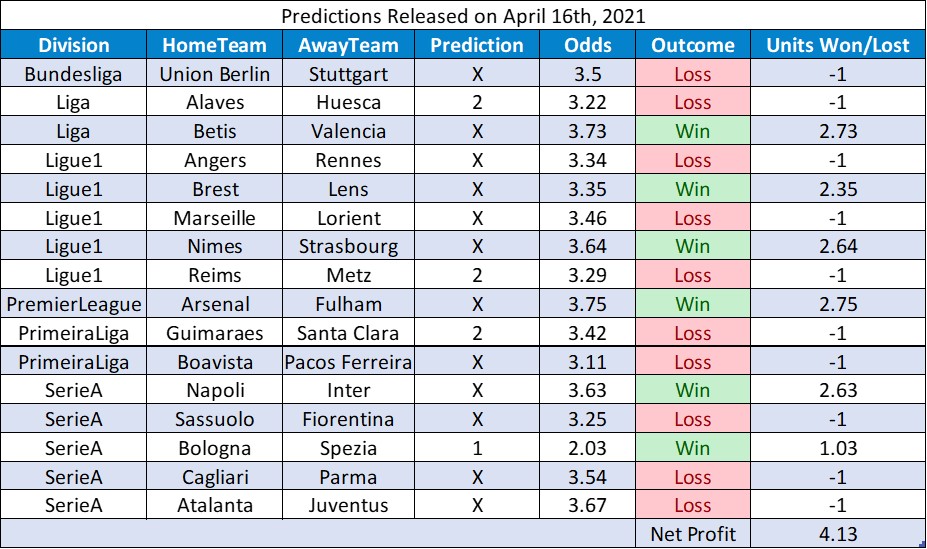 Predictions Released on April 16th, 2021
Division HomeTeam AwayTeam Prediction Odds Outcome Units Won/Lost
Bundesliga Union Berlin Stuttgart X 3.5 Loss -1
Liga Alaves Huesca 2 3.22 Loss -1
Liga Betis Valencia X 3.73 Win 2.73
Ligue1 Angers Rennes X 3.34 Loss -1
Ligue1 Brest Lens X 3.35 Win 2.35
Ligue1 Marseille Lorient X 3.46 Loss -1
Ligue1 Nimes Strasbourg X 3.64 Win 2.64
Ligue1 Reims Metz 2 3.29 Loss -1
PremierLeague Arsenal Fulham X 3.75 Win 2.75
PrimeiraLiga Guimaraes Santa Clara 2 3.42 Loss -1
PrimeiraLiga Boavista Pacos Ferreira X 3.11 Loss -1
SerieA Napoli Inter X 3.63 Win 2.63
SerieA Sassuolo Fiorentina X 3.25 Loss -1
SerieA Bologna Spezia 1 2.03 Win 1.03
SerieA Cagliari Parma X 3.54 Loss -1
SerieA Atalanta Juventus X 3.67 Loss -1
Net Profit 4.13